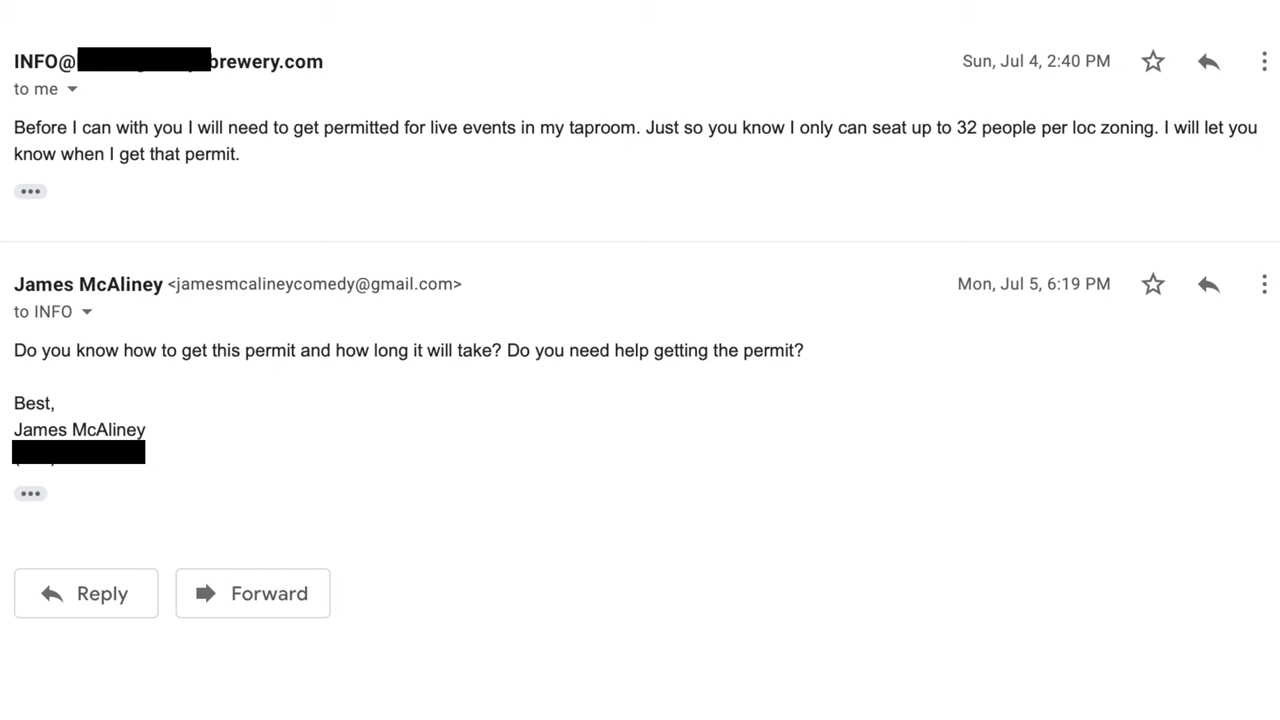 INFO@ brewery.com Sun, Jul 4, 2:40 PM
to me
Before I can with you I will need to get permitted for live events in my taproom. Just so you know I only can seat up to 32 people per loc zoning. I will let you
know when I get that permit.
James McAliney <jamesmcalineycomedy@gmail.com> Mon, Jul 5, 6:19 PM
to INFO
Do you know how to get this permit and how long it will take? Do you need help getting the permit?
Best,
James McAliney
Reply Forward